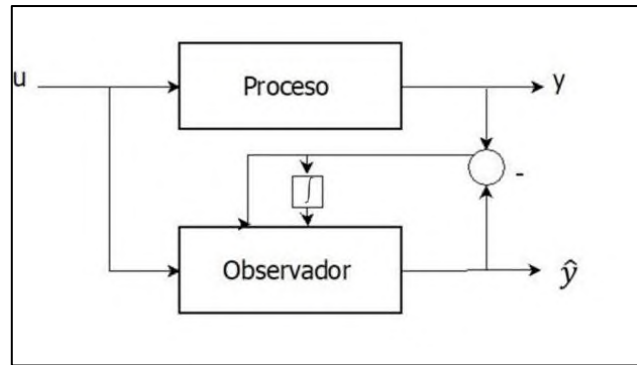 u
Proceso
y
-
∫
Observador
ŷ